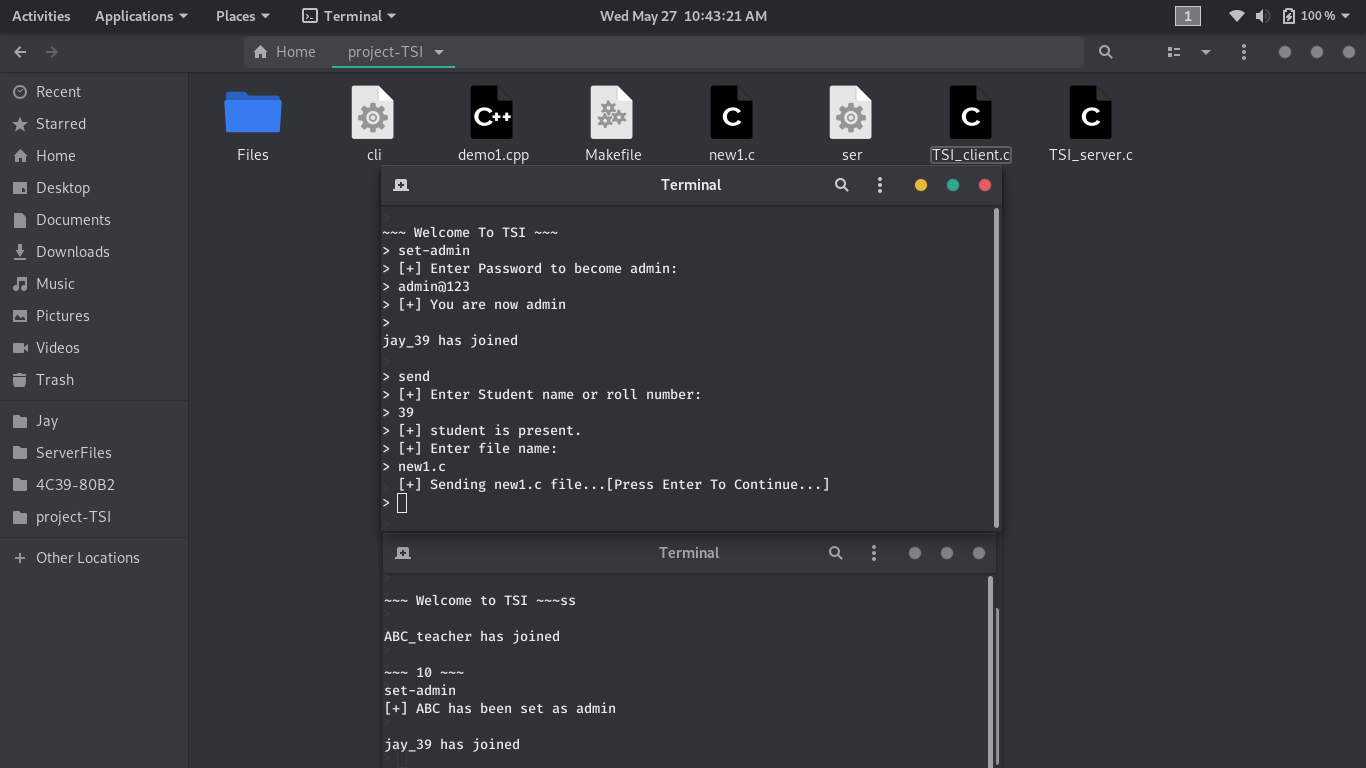 Activities Applications Places Terminal Wed May 27 10:43:21 AM 1 100 %
Home project-TSI
Recent
Starred
Home
Desktop
Documents
Downloads
Music
Pictures
Videos
Trash
Jay
ServerFiles
4C39-80B2
project-TSI
+ Other Locations
C++ C C C
Files cli demo1.cpp Makefile new1.c ser TSI_client.c TSI_server.c
Terminal
>
~~~ Welcome To TSI ~~~
> set-admin
> [+] Enter Password to become admin:
> admin@123
> [+] You are now admin
>
jay_39 has joined
>
> send
> [+] Enter Student name or roll number:
> 39
> [+] student is present.
> [+] Enter file name:
> new1.c
> [+] Sending new1.c file...[Press Enter To Continue...]
>
>
Terminal
>
~~~ Welcome to TSI ~~~ss
>
ABC_teacher has joined
>
~~~ 10 ~~~
set-admin
[+] ABC has been set as admin
>
jay_39 has joined
>